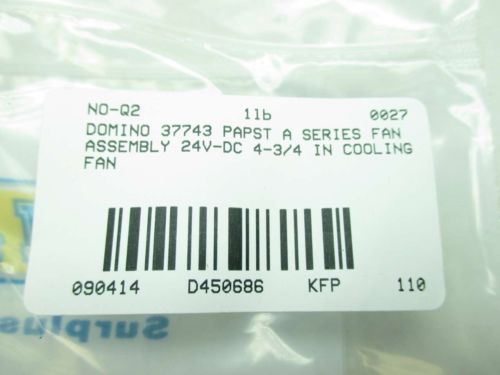 NO-Q2 1lb 0027
DOMINO 37743 PAPST A SERIES FAN
ASSEMBLY 24V-DC 4-3/4 IN COOLING
FAN
090414 D450686 KFP 110
Surplus